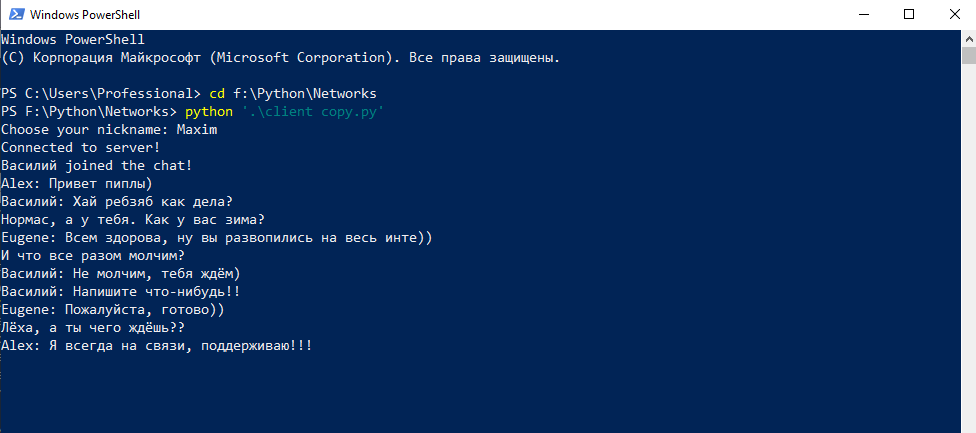 Windows PowerShell
Windows PowerShell
(C) Корпорация Майкрософт (Microsoft Corporation). Все права защищены.
PS C:\Users\Professional> cd f:\Python\Networks
PS F:\Python\Networks> python '.\client copy.py'
Choose your nickname: Maxim
Connected to server!
Василий joined the chat!
Alex: Привет пиплы)
Василий: Хай ребзяб как дела?
Нормас, а у тебя. Как у вас зима?
Eugene: Всем здорова, ну вы развопились на весь инте))
И что все разом молчим?
Василий: Не молчим, тебя ждём)
Василий: Напишите что-нибудь!!
Eugene: Пожалуйста, готово))
Лёха, а ты чего ждёшь??
Alex: Я всегда на связи, поддерживаю!!!